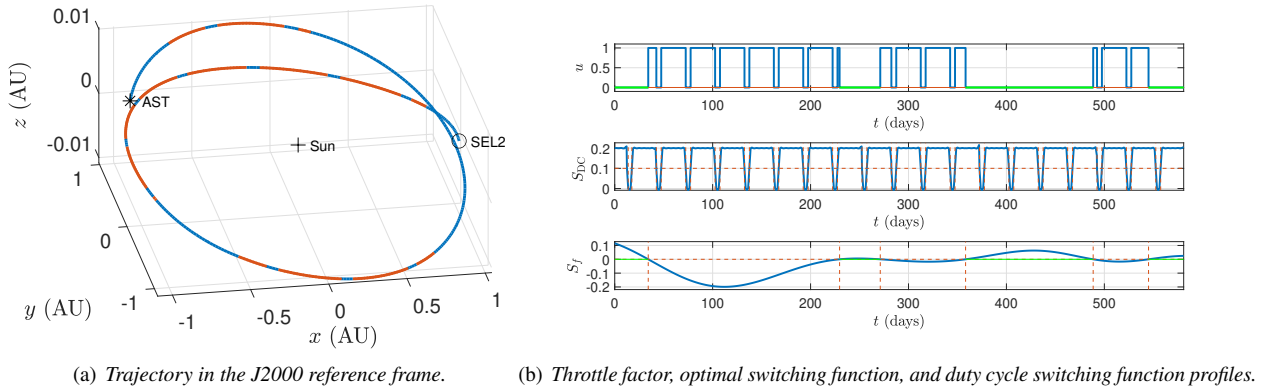 0.01
0
-0.01
z (AU)
1
0
-1
y (AU)
-1
-0.5
0
0.5
1
x (AU)
AST
Sun
SEL2
(a) Trajectory in the J2000 reference frame.
1
0.5
0
u
0 100 200 300 400 500
t (days)
0.2
0.1
0
S_DC
0 100 200 300 400 500
t (days)
0.1
0
-0.1
-0.2
S_f
0 100 200 300 400 500
t (days)
(b) Throttle factor, optimal switching function, and duty cycle switching function profiles.